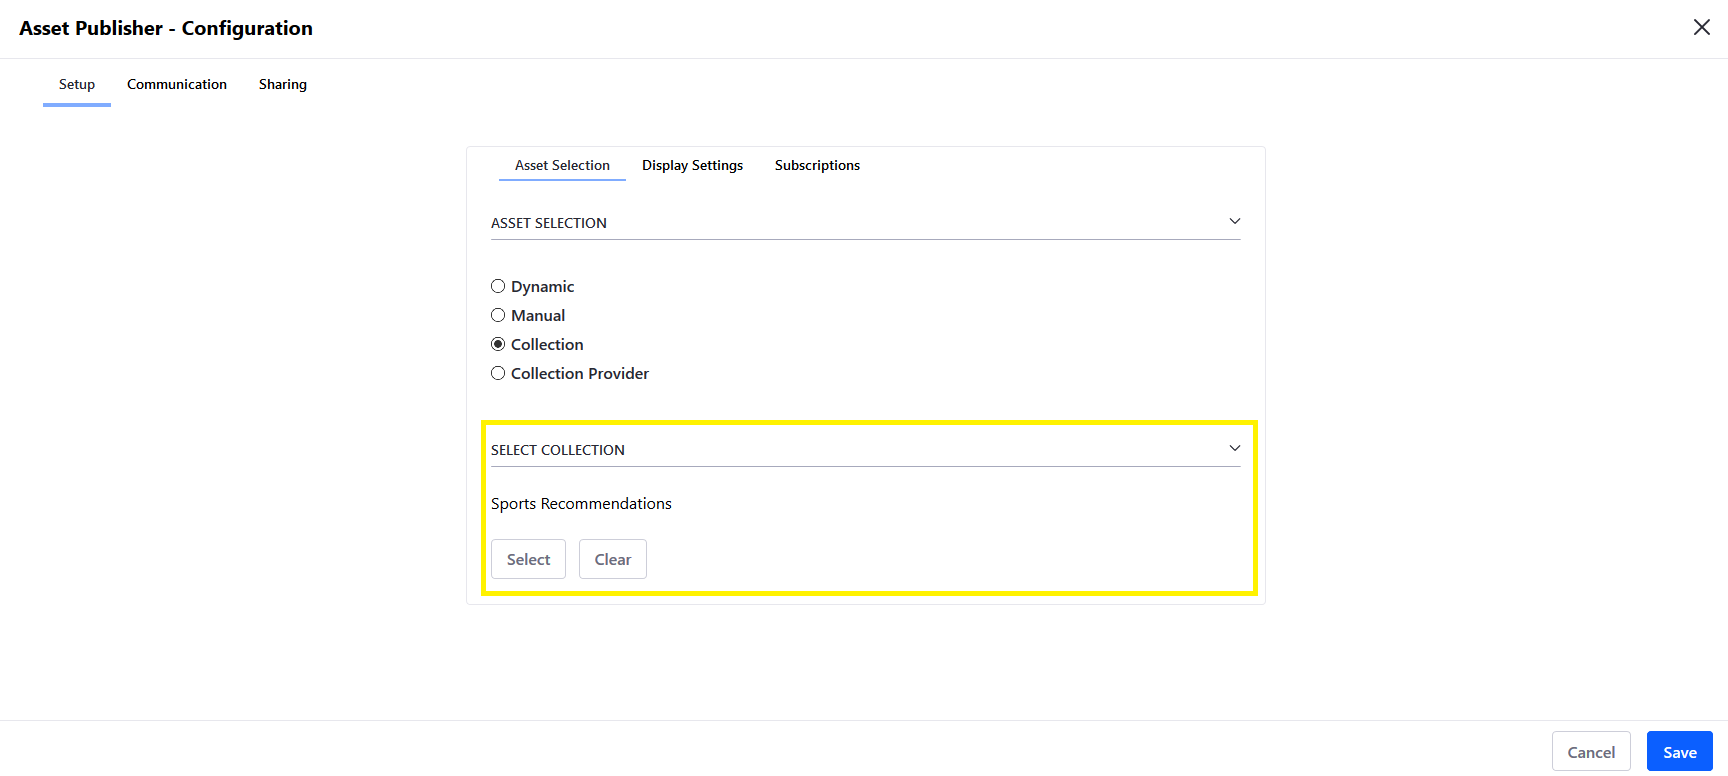 Asset Publisher - Configuration
Setup Communication Sharing
Asset Selection Display Settings Subscriptions
ASSET SELECTION
Dynamic
Manual
Collection
Collection Provider
SELECT COLLECTION
Sports Recommendations
Select Clear
Cancel Save